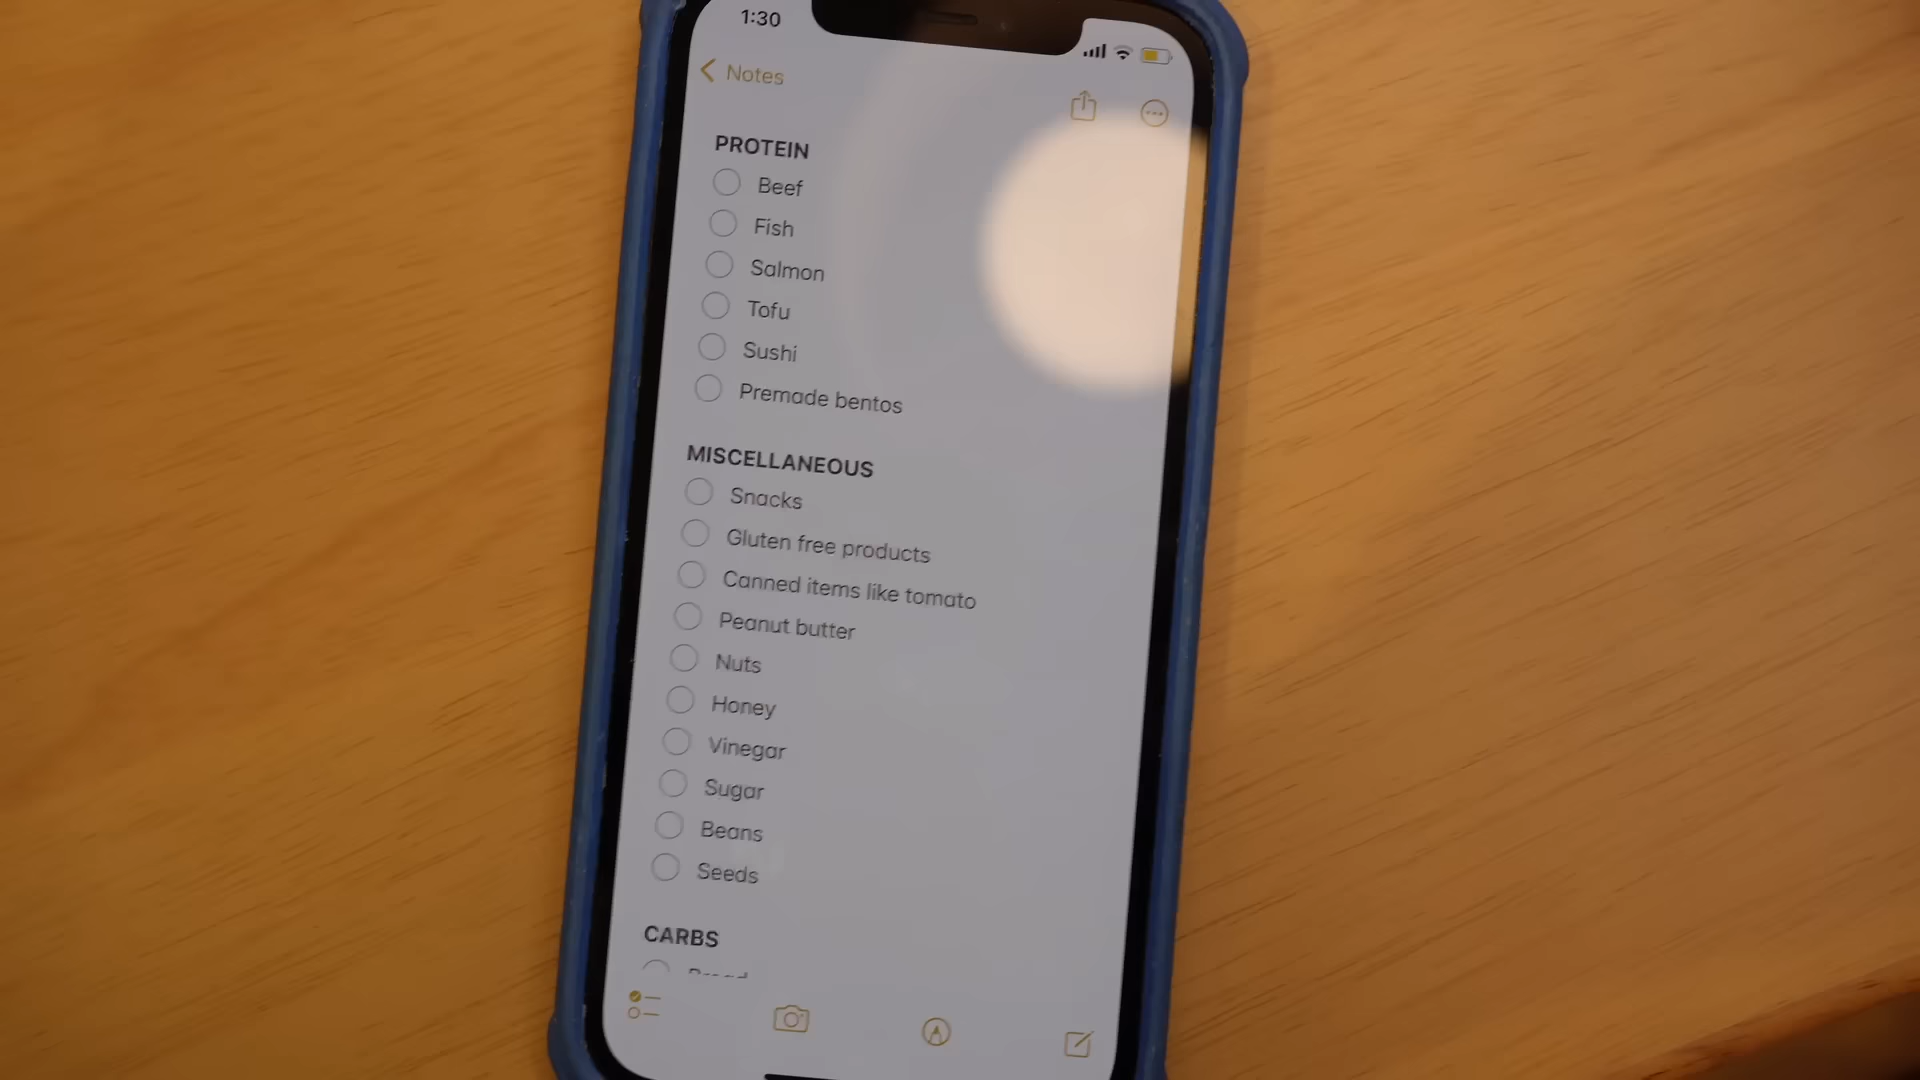 1:30
Notes
PROTEIN
Beef
Fish
Salmon
Tofu
Sushi
Premade bentos
MISCELLANEOUS
Snacks
Gluten free products
Canned items like tomato
Peanut butter
Nuts
Honey
Vinegar
Sugar
Beans
Seeds
CARBS